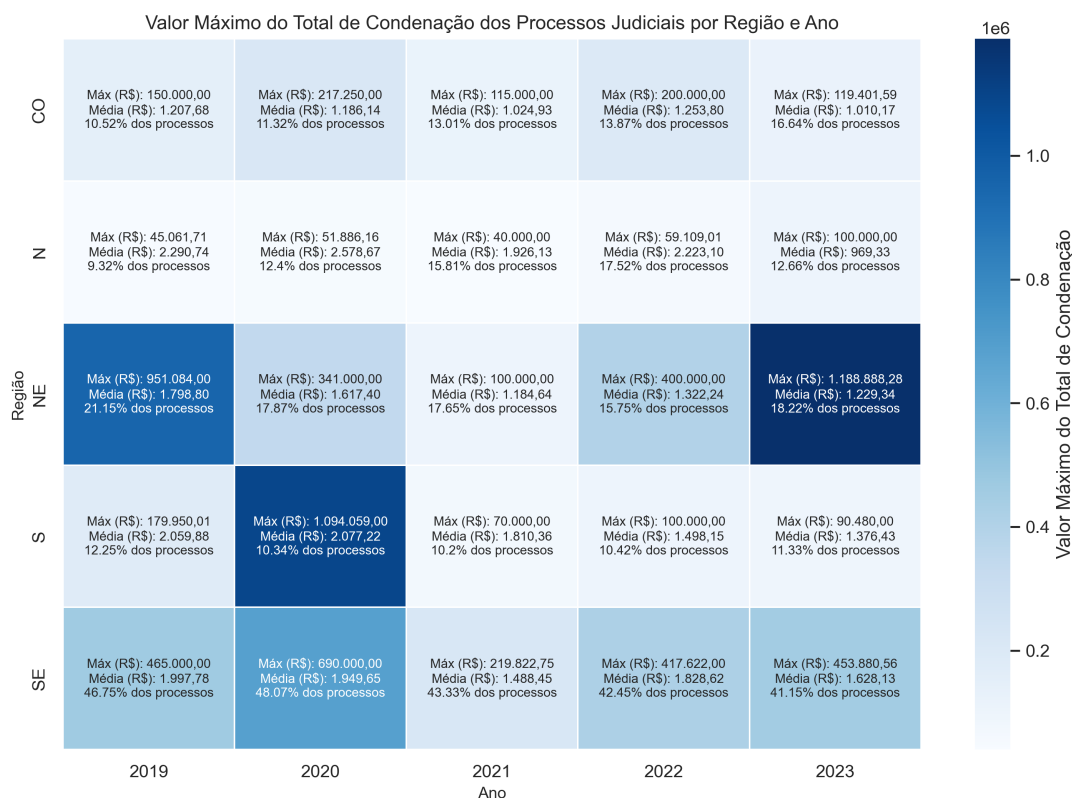 Valor Máximo do Total de Condenação dos Processos Judiciais por Região e Ano
1e6
CO
Máx (R$): 150.000,00
Média (R$): 1.207,68
10.52% dos processos
Máx (R$): 217.250,00
Média (R$): 1.186,14
11.32% dos processos
Máx (R$): 115.000,00
Média (R$): 1.024,93
13.01% dos processos
Máx (R$): 200.000,00
Média (R$): 1.253,80
13.87% dos processos
Máx (R$): 119.401,59
Média (R$): 1.010,17
16.64% dos processos
N
Máx (R$): 45.061,71
Média (R$): 2.290,74
9.32% dos processos
Máx (R$): 51.886,16
Média (R$): 2.578,67
12.4% dos processos
Máx (R$): 40.000,00
Média (R$): 1.926,13
15.81% dos processos
Máx (R$): 59.109,01
Média (R$): 2.223,10
17.52% dos processos
Máx (R$): 100.000,00
Média (R$): 969,33
12.66% dos processos
Região
NE
Máx (R$): 951.084,00
Média (R$): 1.798,80
21.15% dos processos
Máx (R$): 341.000,00
Média (R$): 1.617,40
17.87% dos processos
Máx (R$): 100.000,00
Média (R$): 1.184,64
17.65% dos processos
Máx (R$): 400.000,00
Média (R$): 1.322,24
15.75% dos processos
Máx (R$): 1.188.888,28
Média (R$): 1.229,34
18.22% dos processos
S
Máx (R$): 179.950,01
Média (R$): 2.059,88
12.25% dos processos
Máx (R$): 1.094.059,00
Média (R$): 2.077,22
10.34% dos processos
Máx (R$): 70.000,00
Média (R$): 1.810,36
10.2% dos processos
Máx (R$): 100.000,00
Média (R$): 1.498,15
10.42% dos processos
Máx (R$): 90.480,00
Média (R$): 1.376,43
11.33% dos processos
SE
Máx (R$): 465.000,00
Média (R$): 1.997,78
46.75% dos processos
Máx (R$): 690.000,00
Média (R$): 1.949,65
48.07% dos processos
Máx (R$): 219.822,75
Média (R$): 1.488,45
43.33% dos processos
Máx (R$): 417.622,00
Média (R$): 1.828,62
42.45% dos processos
Máx (R$): 453.880,56
Média (R$): 1.628,13
41.15% dos processos
2019
2020
2021
2022
2023
Ano
1.0
0.8
0.6
0.4
0.2
Valor Máximo do Total de Condenação